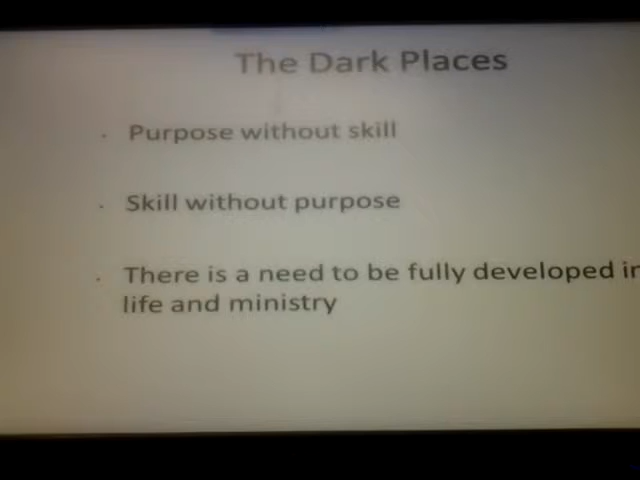 The Dark Places
Purpose without skill
Skill without purpose
There is a need to be fully developed in
life and ministry